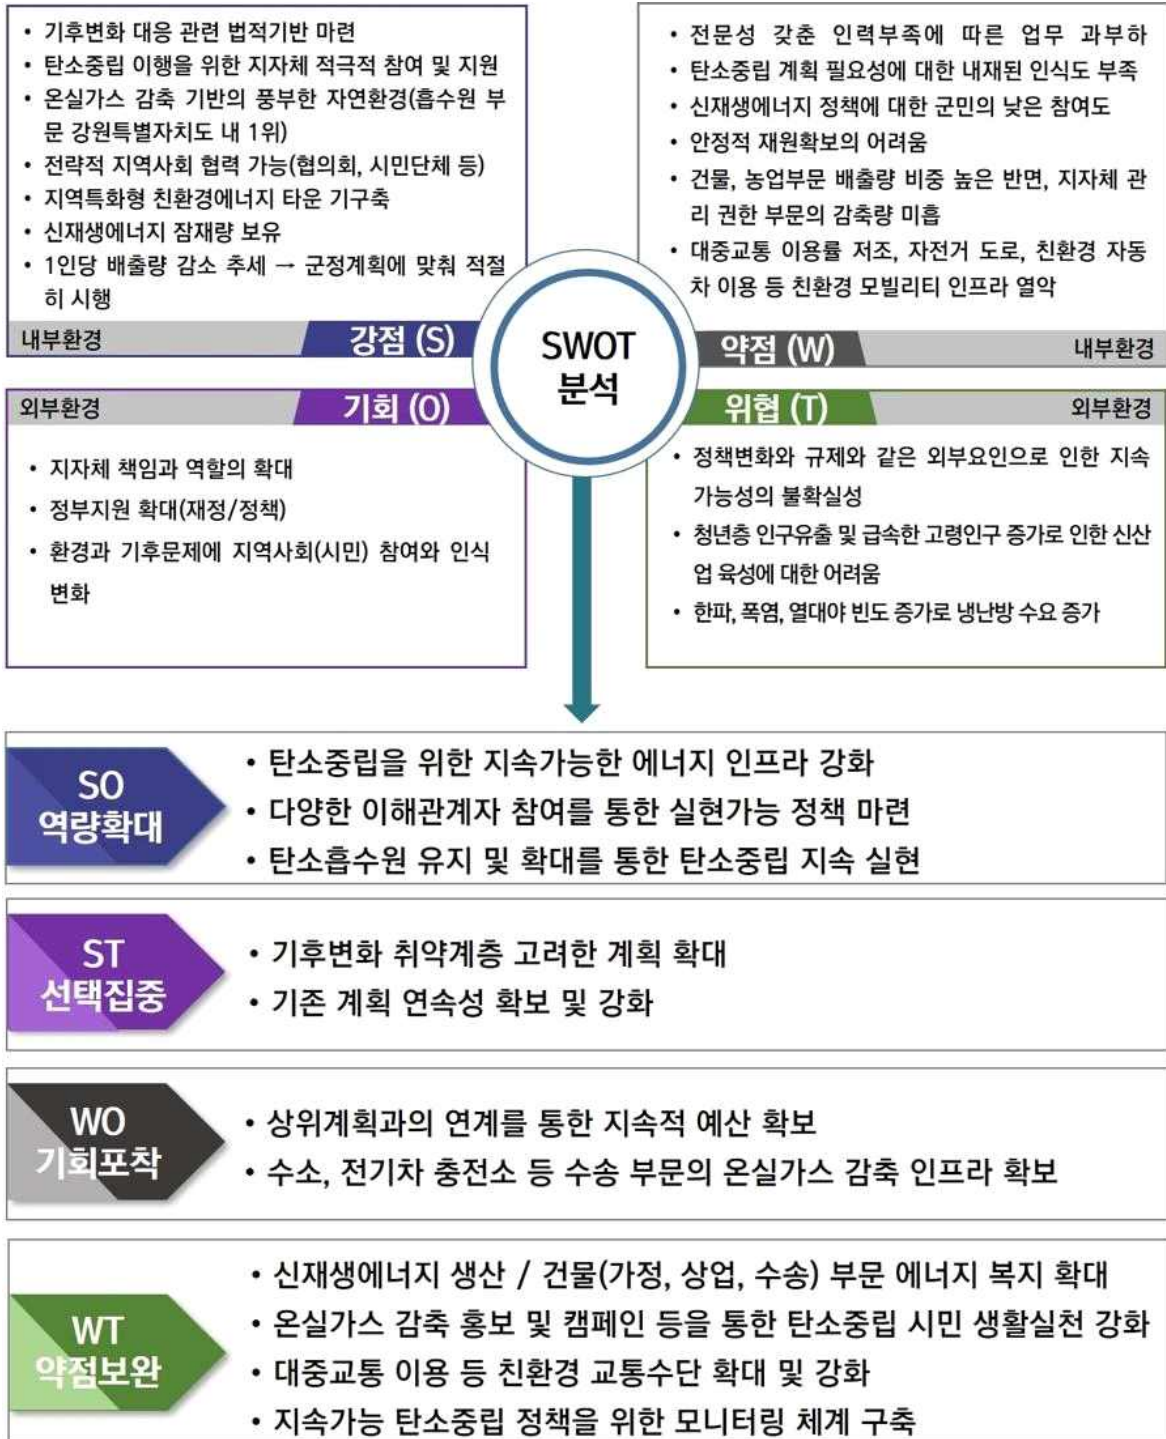 • 기후변화 대응 관련 법적기반 마련
• 탄소중립 이행을 위한 지자체 적극적 참여 및 지원
• 온실가스 감축 기반의 풍부한 자연환경(흡수원 부
문 강원특별자치도 내 1위)
• 전략적 지역사회 협력 가능(협의회, 시민단체 등)
• 지역특화형 친환경에너지 타운 기구축
• 신재생에너지 잠재량 보유
• 1인당 배출량 감소 추세 → 군정계획에 맞춰 적절
히 시행
내부환경
강점 (S)
• 전문성 갖춘 인력부족에 따른 업무 과부하
• 탄소중립 계획 필요성에 대한 내재된 인식도 부족
• 신재생에너지 정책에 대한 군민의 낮은 참여도
• 안정적 재원확보의 어려움
• 건물, 농업부문 배출량 비중 높은 반면, 지자체 관
리 권한 부문의 감축량 미흡
• 대중교통 이용률 저조, 자전거 도로, 친환경 자동
차 이용 등 친환경 모빌리티 인프라 열악
약점 (W)
내부환경
SWOT
분석
외부환경
기회 (O)
• 지자체 책임과 역할의 확대
• 정부지원 확대(재정/정책)
• 환경과 기후문제에 지역사회(시민) 참여와 인식
변화
위협 (T)
외부환경
• 정책변화와 규제와 같은 외부요인으로 인한 지속
가능성의 불확실성
• 청년층 인구유출 및 급속한 고령인구 증가로 인한 신산
업 육성에 대한 어려움
• 한파, 폭염, 열대야 빈도 증가로 냉난방 수요 증가
SO
역량확대
• 탄소중립을 위한 지속가능한 에너지 인프라 강화
• 다양한 이해관계자 참여를 통한 실현가능 정책 마련
• 탄소흡수원 유지 및 확대를 통한 탄소중립 지속 실현
ST
선택집중
• 기후변화 취약계층 고려한 계획 확대
• 기존 계획 연속성 확보 및 강화
WO
기회포착
• 상위계획과의 연계를 통한 지속적 예산 확보
• 수소, 전기차 충전소 등 수송 부문의 온실가스 감축 인프라 확보
WT
약점보완
• 신재생에너지 생산 / 건물(가정, 상업, 수송) 부문 에너지 복지 확대
• 온실가스 감축 홍보 및 캠페인 등을 통한 탄소중립 시민 생활실천 강화
• 대중교통 이용 등 친환경 교통수단 확대 및 강화
• 지속가능 탄소중립 정책을 위한 모니터링 체계 구축